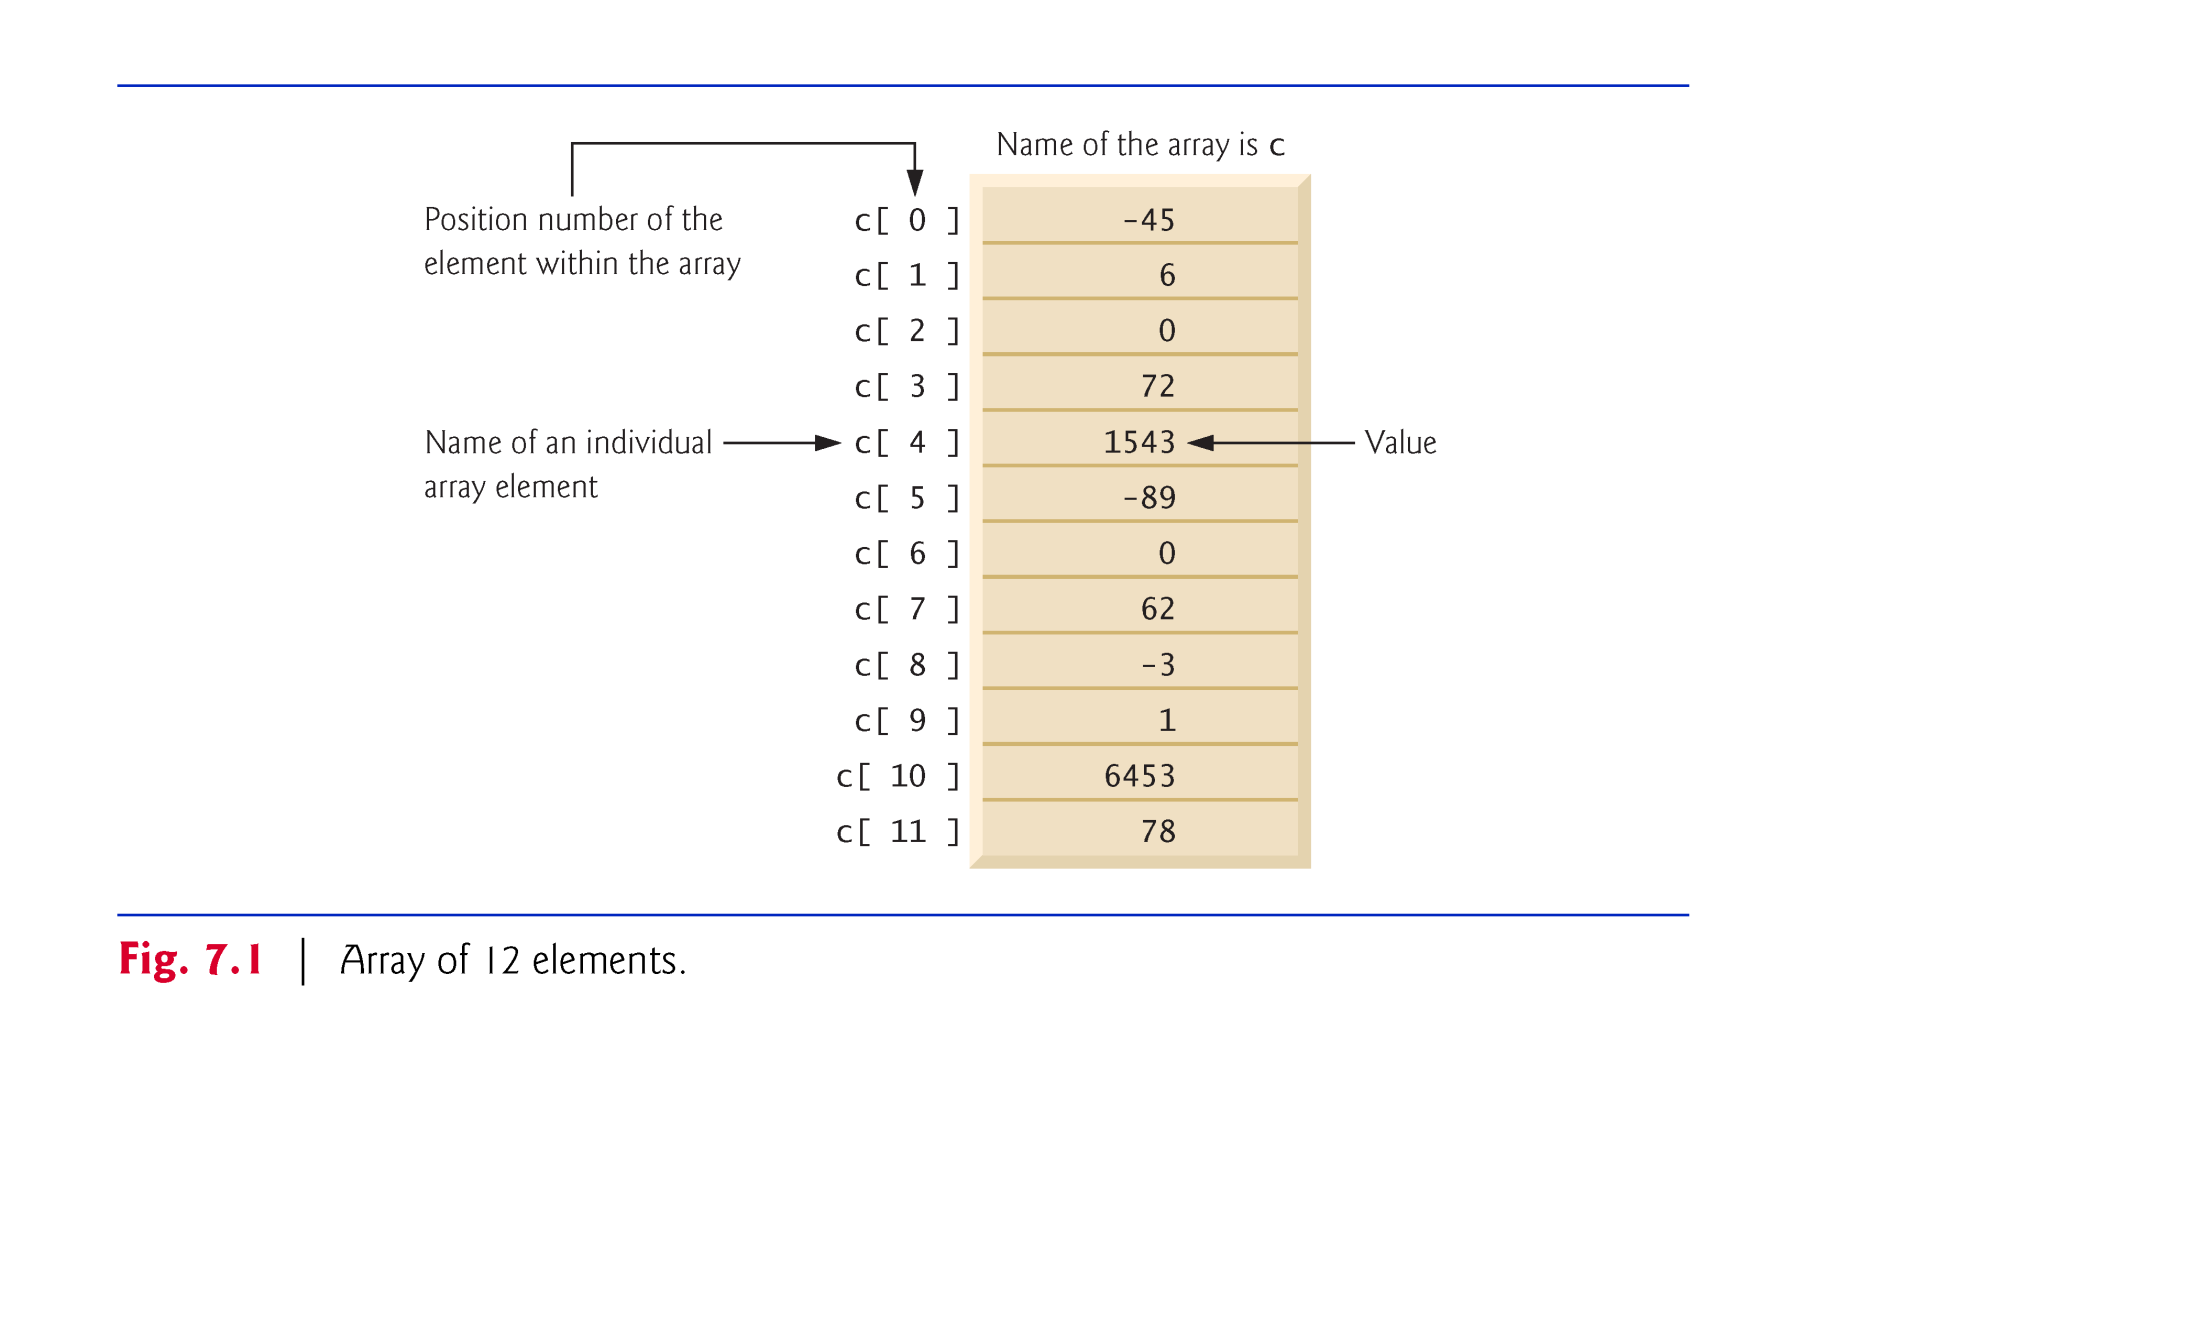 Name of the array is c
Position number of the
element within the array
c[ 0 ] -45
c[ 1 ] 6
c[ 2 ] 0
c[ 3 ] 72
Name of an individual
array element
c[ 4 ] 1543
Value
c[ 5 ] -89
c[ 6 ] 0
c[ 7 ] 62
c[ 8 ] -3
c[ 9 ] 1
c[ 10 ] 6453
c[ 11 ] 78
Fig. 7.1 | Array of 12 elements.